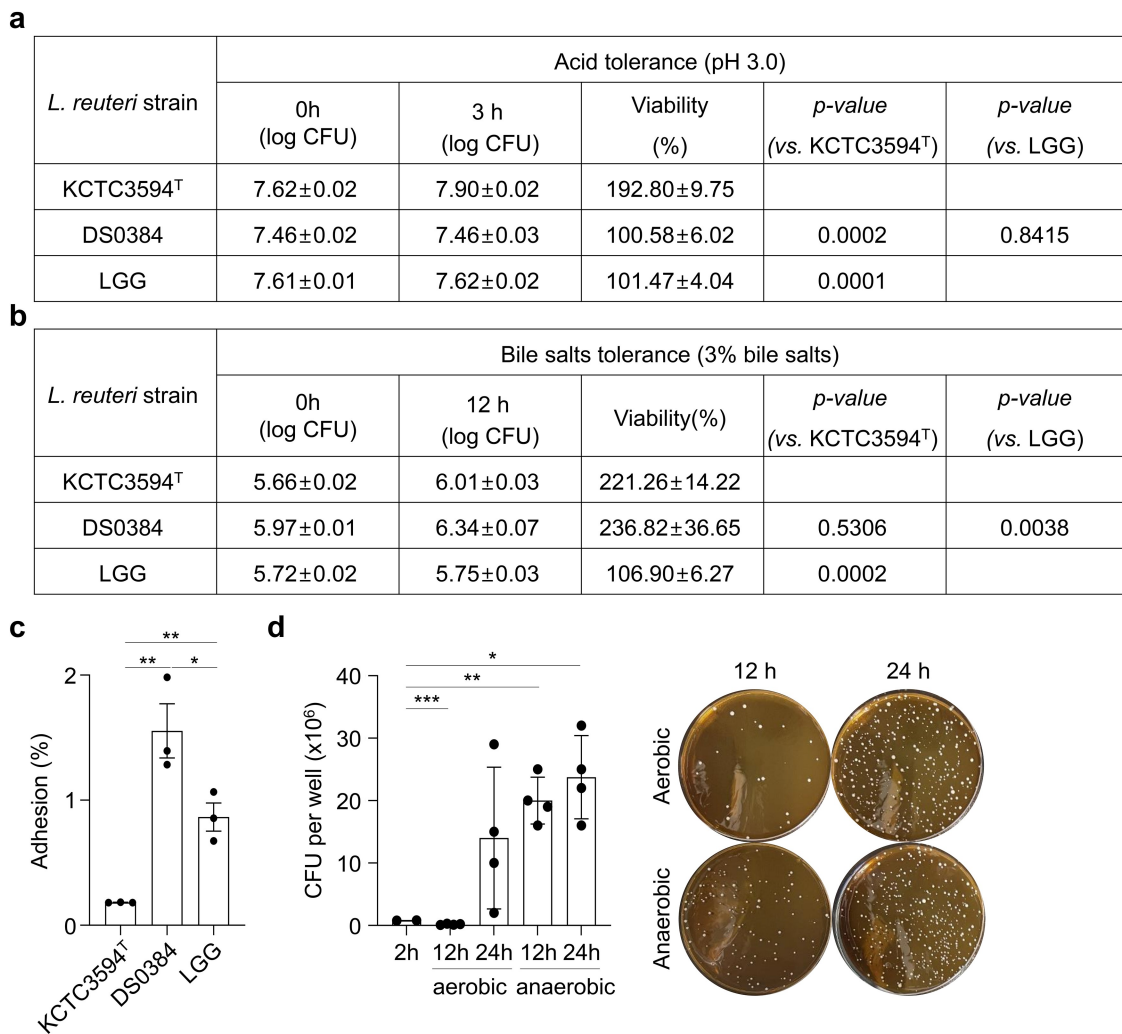 a
L. reuteri strain
Acid tolerance (pH 3.0)
0h (log CFU)
3 h (log CFU)
Viability (%)
p-value (vs. KCTC3594ᵀ)
p-value (vs. LGG)
KCTC3594ᵀ 7.62±0.02 7.90±0.02 192.80±9.75
DS0384 7.46±0.02 7.46±0.03 100.58±6.02 0.0002 0.8415
LGG 7.61±0.01 7.62±0.02 101.47±4.04 0.0001
b
L. reuteri strain
Bile salts tolerance (3% bile salts)
0h (log CFU)
12 h (log CFU)
Viability(%)
p-value (vs. KCTC3594ᵀ)
p-value (vs. LGG)
KCTC3594ᵀ 5.66±0.02 6.01±0.03 221.26±14.22
DS0384 5.97±0.01 6.34±0.07 236.82±36.65 0.5306 0.0038
LGG 5.72±0.02 5.75±0.03 106.90±6.27 0.0002
c
**
** *
Adhesion (%)
2
1
0
KCTC3594ᵀ
DS0384
LGG
d
*
**
***
CFU per well (x10⁶)
40
30
20
10
0
2h 12h 24h 12h 24h
aerobic anaerobic
12 h 24 h
Aerobic
Anaerobic